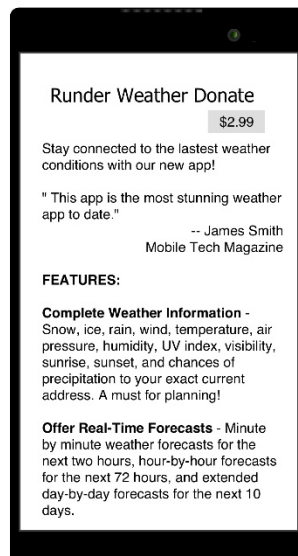 Runder Weather Donate
$2.99
Stay connected to the lastest weather
conditions with our new app!
" This app is the most stunning weather
app to date."
-- James Smith
Mobile Tech Magazine
FEATURES:
Complete Weather Information -
Snow, ice, rain, wind, temperature, air
pressure, humidity, UV index, visibility,
sunrise, sunset, and chances of
precipitation to your exact current
address. A must for planning!
Offer Real-Time Forecasts - Minute
by minute weather forecasts for the
next two hours, hour-by-hour forecasts
for the next 72 hours, and extended
day-by-day forecasts for the next 10
days.